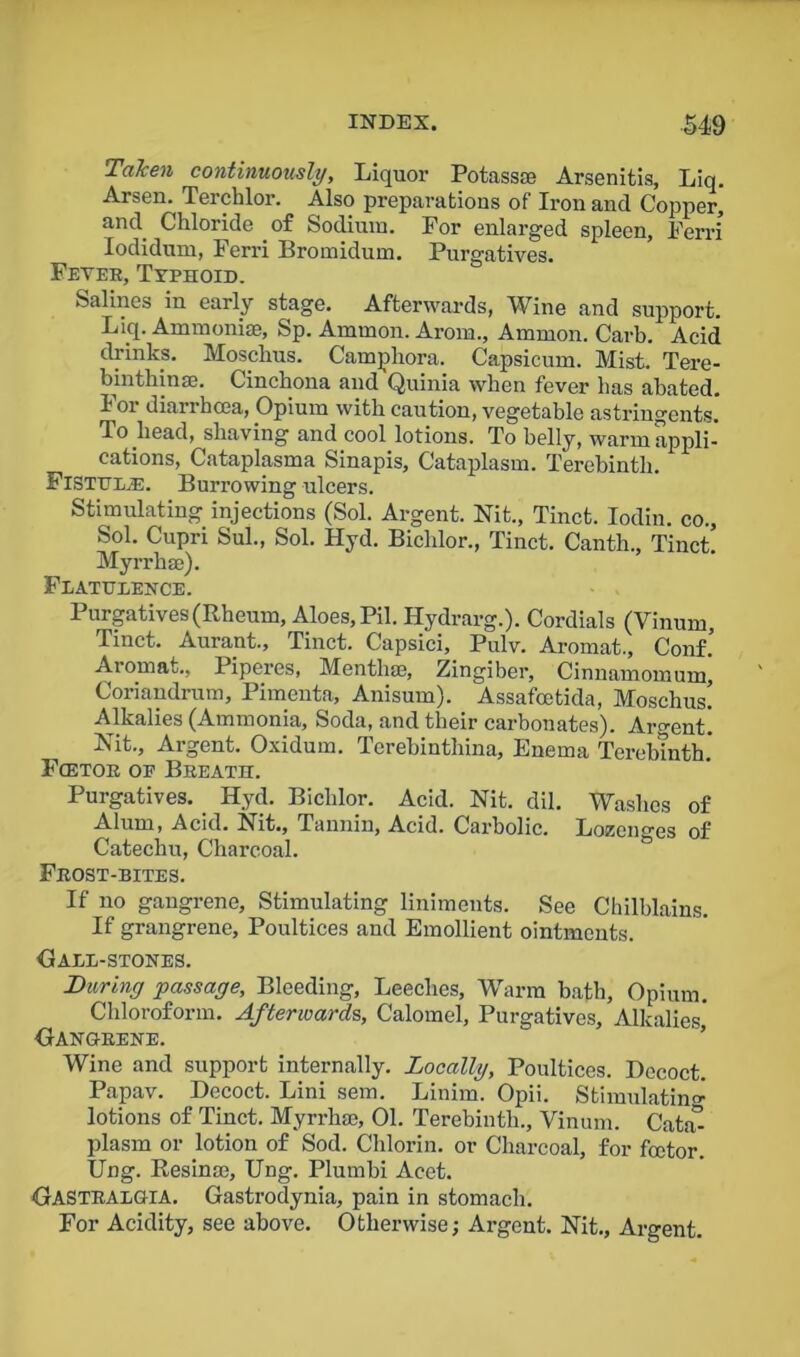 INDEX. 549
Taken continuously, Liquor Potassæ Arsenitis, Liq.
Arsen. Terchlor. Also preparations of Iron and Copper,
and Chloride of Sodium. For enlarged spleen, Ferri
Iodidum, Ferri Bromidum. Purgatives.
FEVER, TYPHOID.
Salines in early stage. Afterwards, Wine and support.
Liq. Ammoniæ, Sp. Ammon. Arom., Ammon. Carb. Acid
drinks. Moschus. Camphora. Capsicum. Mist. Tere-
binthinæ. Cinchona and Quinia when fever has abated.
For diarrhœa, Opium with caution, vegetable astringents.
To head, shaving and cool lotions. To belly, warm appli-
cations, Cataplasma Sinapis, Cataplasm. Terebinth.
FISTULÆ. Burrowing ulcers.
Stimulating injections (Sol. Argent. Nit., Tinct. Iodin. co.,
Sol. Cupri Sul., Sol. Hyd. Bichlor., Tinct. Canth., Tinct.
Myrrhæ).
FLATULENCE.
Purgatives (Rheum, Aloes, Pil. Hydrarg.). Cordials (Vinum,
Tinct. Aurant., Tinct. Capsici, Pulv. Aromat., Conf.
Aromat., Piperes, Menthæ, Zingiber, Cinnamomum,
Coriandrum, Pimenta, Anisum). Assafœtida, Moschus.
Alkalies (Ammonia, Soda, and their carbonates). Argent.
Nit., Argent. Oxidum. Terebinthina, Enema Terebinth.
FŒTOR OF BREATH.
Purgatives. Hyd. Bichlor. Acid. Nit. dil. Washes of
Alum, Acid. Nit., Tannin, Acid. Carbolic. Lozenges of
Catechu, Charcoal.
FROST-BITES.
If no gangrene, Stimulating liniments. See Chilblains.
If grangrene, Poultices and Emollient ointments.
GALL-STONES.
During passage, Bleeding, Leeches, Warm bath, Opium.
Chloroform. Afterwards, Calomel, Purgatives, Alkalies,
GANGRENE.
Wine and support internally. Locally, Poultices. Decoct.
Papav. Decoct. Lini sem. Linim. Opii. Stimulating
lotions of Tinct. Myrrhæ, Ol. Terebinth., Vinum. Cata-
plasm or lotion of Sod. Chlorin. or Charcoal, for fœtor.
Ung. Resinæ, Ung. Plumbi Acet.
GASTRALGIA. Gastrodynia, pain in stomach.
For Acidity, see above. Otherwise; Argent. Nit., Argent.